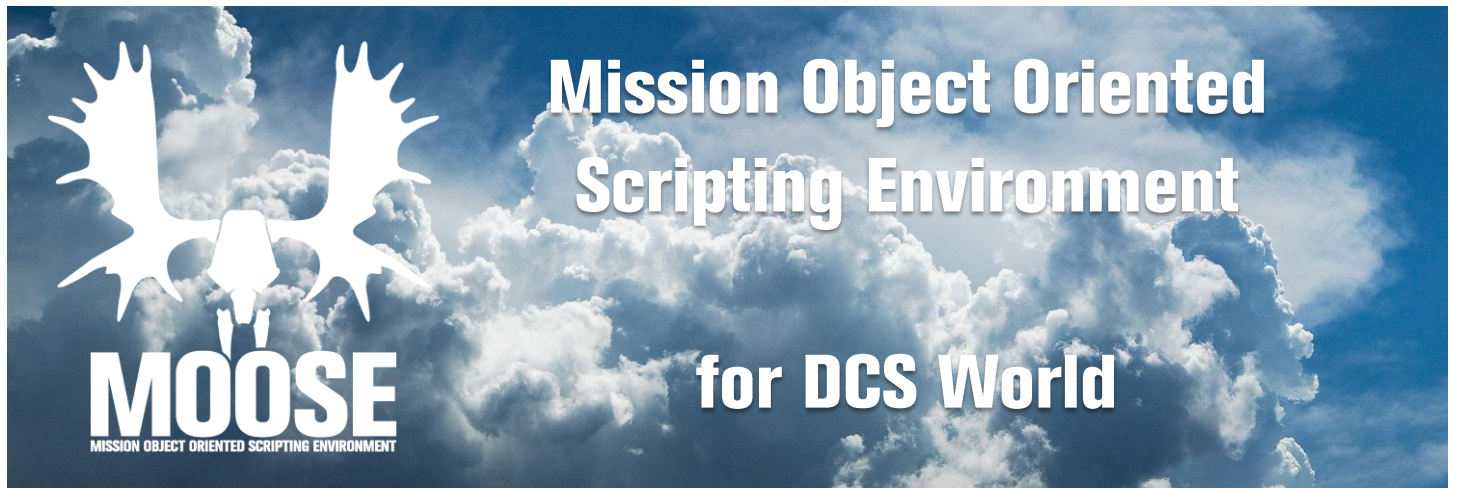 Mission Object Oriented
Scripting Environment
for DCS World
MOOSE
MISSION OBJECT ORIENTED SCRIPTING ENVIRONMENT